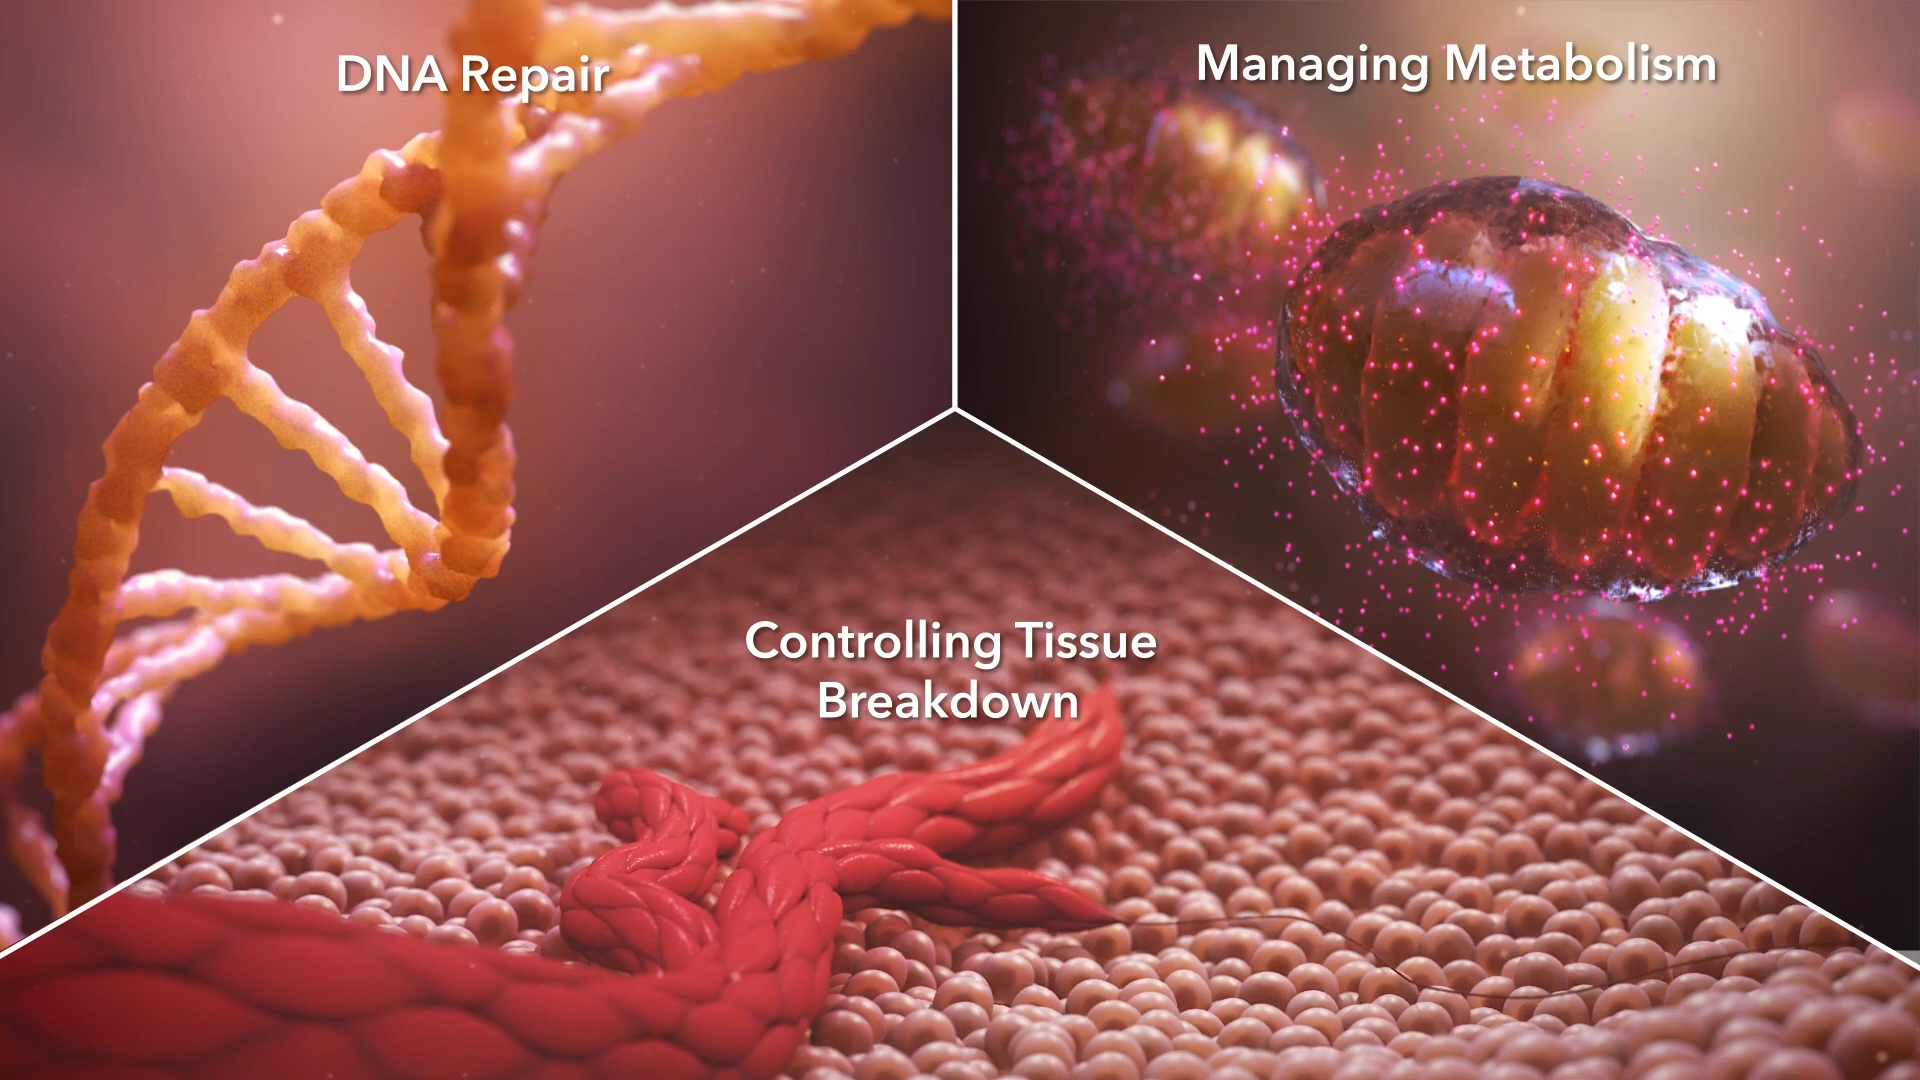 DNA Repair
Managing Metabolism
Controlling Tissue
Breakdown